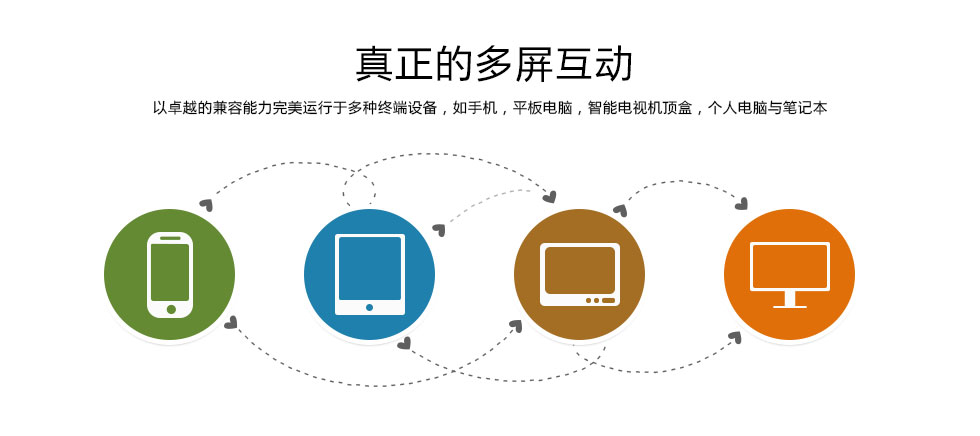 真正的多屏互动
以卓越的兼容能力完美运行于多种终端设备，如手机，平板电脑，智能电视机顶盒，个人电脑与笔记本